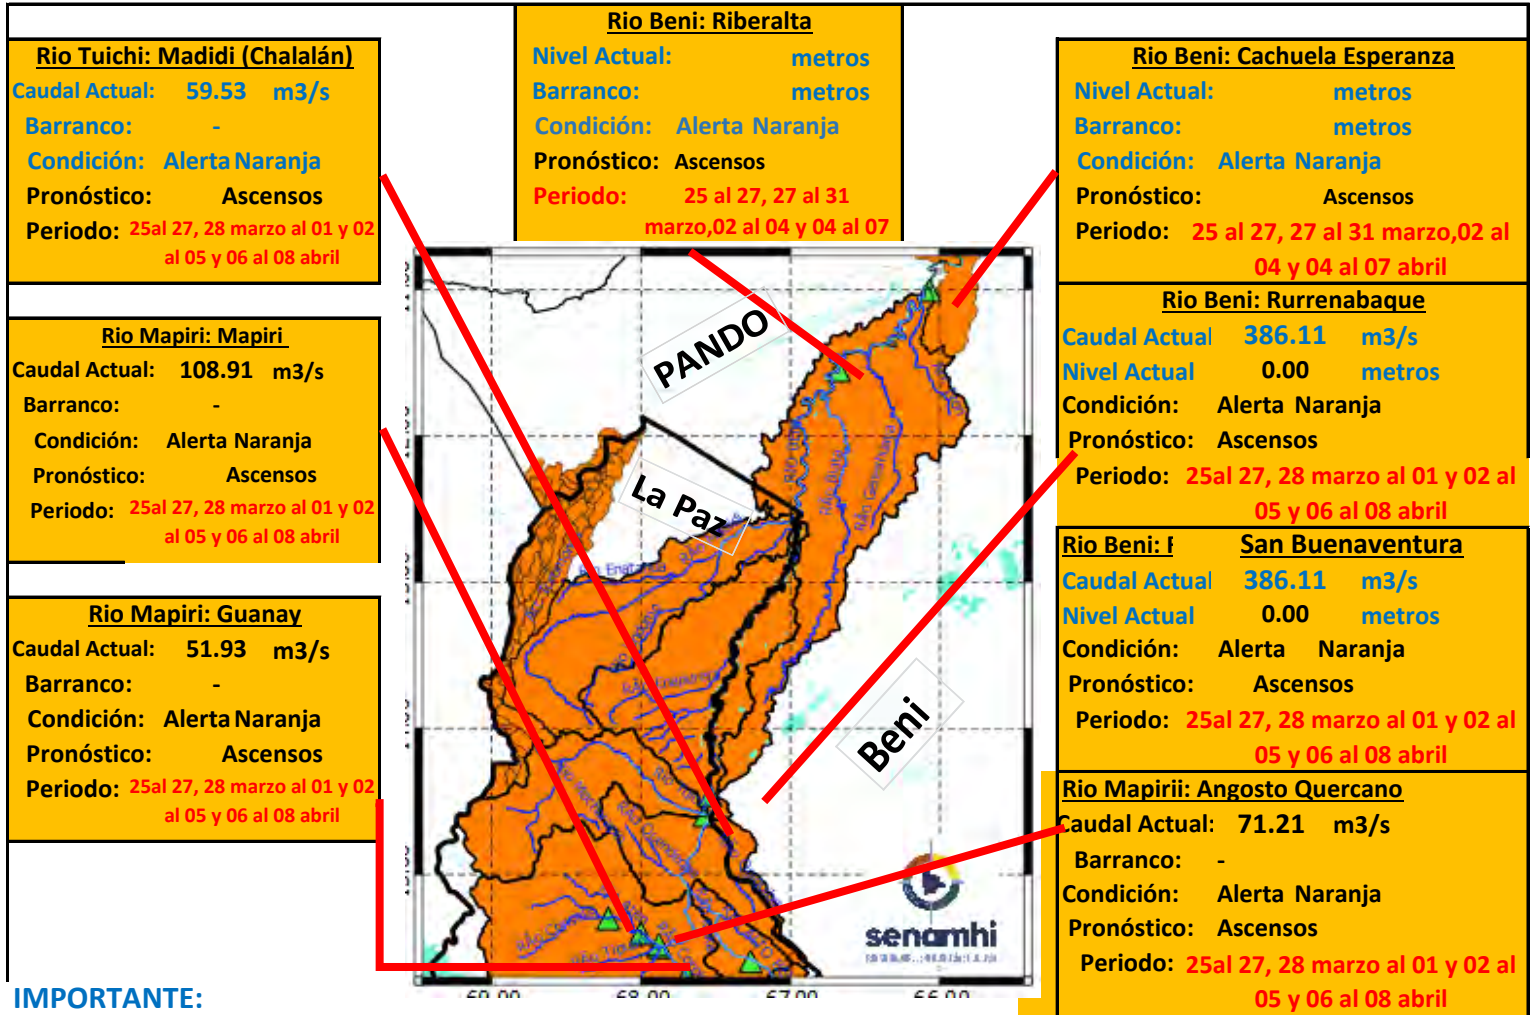 Rio Tuichi: Madidi (Chalalán)
Caudal Actual: 59.53 m3/s
Barranco: -
Condición: Alerta Naranja
Pronóstico: Ascensos
Periodo: 25al 27, 28 marzo al 01 y 02
al 05 y 06 al 08 abril
Rio Mapiri: Mapiri
Caudal Actual: 108.91 m3/s
Barranco: -
Condición: Alerta Naranja
Pronóstico: Ascensos
Periodo: 25al 27, 28 marzo al 01 y 02
al 05 y 06 al 08 abril
Rio Mapiri: Guanay
Caudal Actual: 51.93 m3/s
Barranco: -
Condición: Alerta Naranja
Pronóstico: Ascensos
Periodo: 25al 27, 28 marzo al 01 y 02
al 05 y 06 al 08 abril
IMPORTANTE:
Rio Beni: Riberalta
Nivel Actual: metros
Barranco: metros
Condición: Alerta Naranja
Pronóstico: Ascensos
Periodo: 25 al 27, 27 al 31
marzo,02 al 04 y 04 al 07
PANDO
La Paz
Beni
senamhi
69.00 68.00 67.00 66.00
Rio Beni: Cachuela Esperanza
Nivel Actual: metros
Barranco: metros
Condición: Alerta Naranja
Pronóstico: Ascensos
Periodo: 25 al 27, 27 al 31 marzo,02 al
04 y 04 al 07 abril
Rio Beni: Rurrenabaque
Caudal Actual 386.11 m3/s
Nivel Actual 0.00 metros
Condición: Alerta Naranja
Pronóstico: Ascensos
Periodo: 25al 27, 28 marzo al 01 y 02 al
05 y 06 al 08 abril
Rio Beni: San Buenaventura
Caudal Actual 386.11 m3/s
Nivel Actual 0.00 metros
Condición: Alerta Naranja
Pronóstico: Ascensos
Periodo: 25al 27, 28 marzo al 01 y 02 al
05 y 06 al 08 abril
Rio Mapirii: Angosto Quercano
Caudal Actual: 71.21 m3/s
Barranco: -
Condición: Alerta Naranja
Pronóstico: Ascensos
Periodo: 25al 27, 28 marzo al 01 y 02 al
05 y 06 al 08 abril